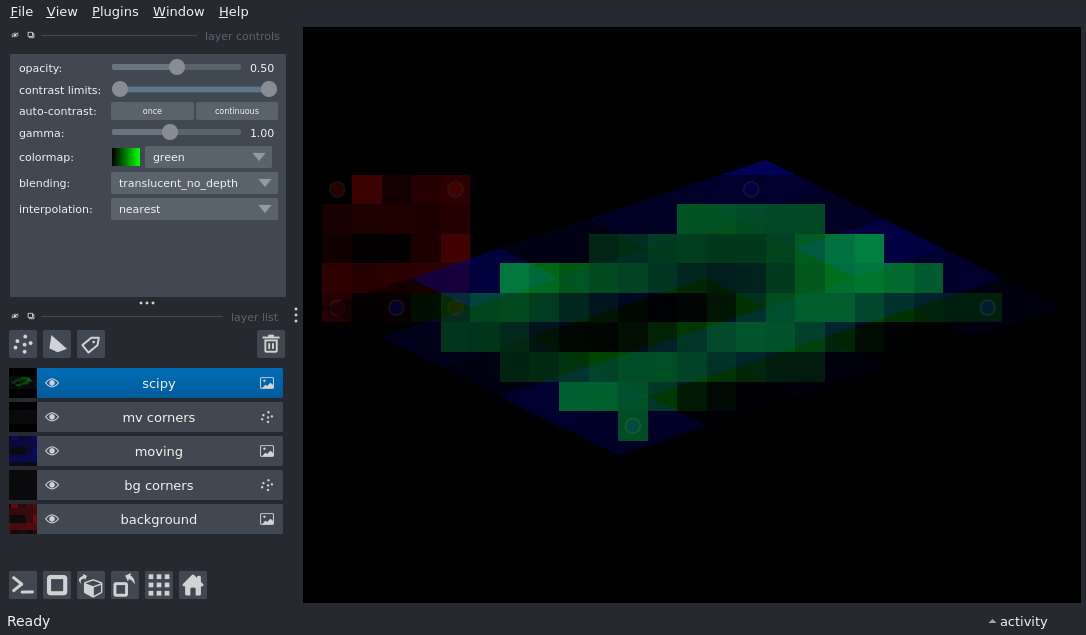 File View Plugins Window Help
layer controls
opacity: 0.50
contrast limits:
auto-contrast: once continuous
gamma: 1.00
colormap: green
blending: translucent_no_depth
interpolation: nearest
layer list
scipy
mv corners
moving
bg corners
background
Ready activity